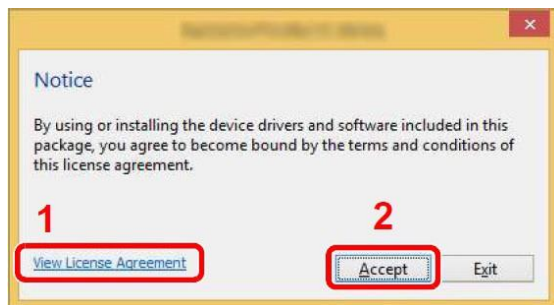 Notice
By using or installing the device drivers and software included in this
package, you agree to become bound by the terms and conditions of
this license agreement.
1
2
View License Agreement
Accept
Exit